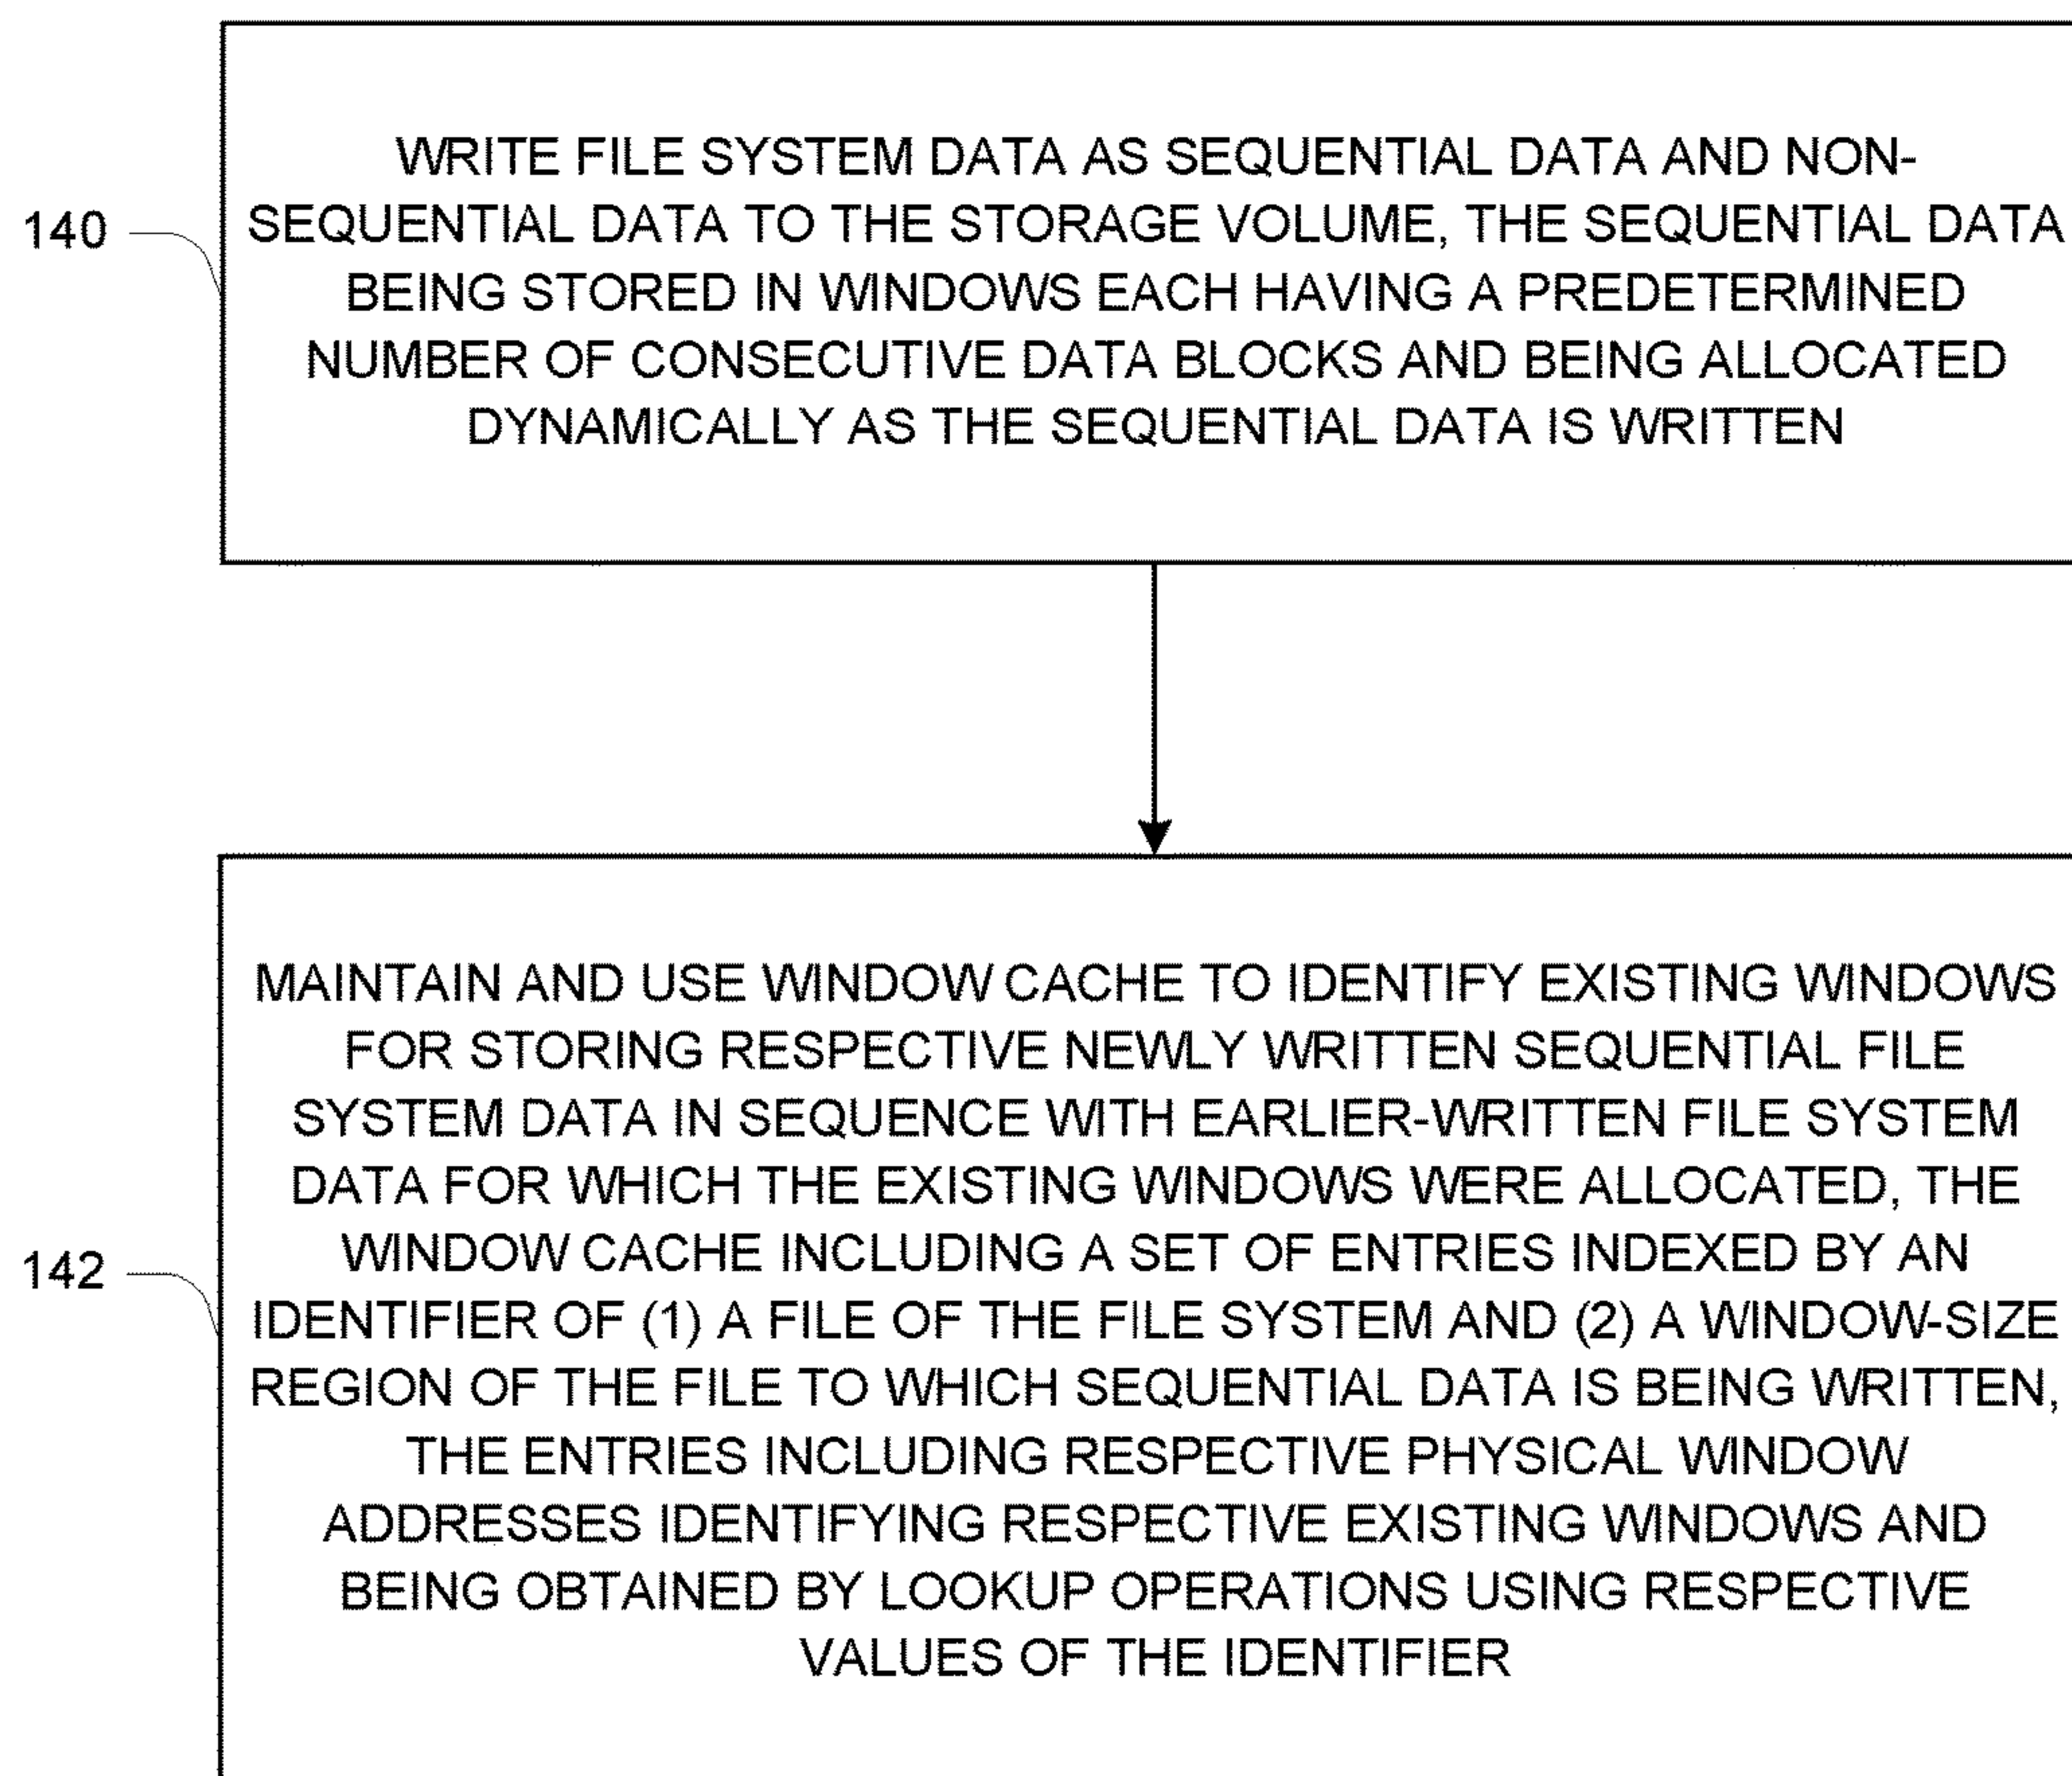 WRITE FILE SYSTEM DATA AS SEQUENTIAL DATA AND NON-
140
SEQUENTIAL DATA TO THE STORAGE VOLUME, THE SEQUENTIAL DATA
BEING STORED IN WINDOWS EACH HAVING A PREDETERMINED
NUMBER OF CONSECUTIVE DATA BLOCKS AND BEING ALLOCATED
DYNAMICALLY AS THE SEQUENTIAL DATA IS WRITTEN
MAINTAIN AND USE WINDOW CACHE TO IDENTIFY EXISTING WINDOWS
FOR STORING RESPECTIVE NEWLY WRITTEN SEQUENTIAL FILE
SYSTEM DATA IN SEQUENCE WITH EARLIER-WRITTEN FILE SYSTEM
DATA FOR WHICH THE EXISTING WINDOWS WERE ALLOCATED, THE
WINDOW CACHE INCLUDING A SET OF ENTRIES INDEXED BY AN
142
IDENTIFIER OF (1) A FILE OF THE FILE SYSTEM AND (2) A WINDOW-SIZE
REGION OF THE FILE TO WHICH SEQUENTIAL DATA IS BEING WRITTEN,
THE ENTRIES INCLUDING RESPECTIVE PHYSICAL WINDOW
ADDRESSES IDENTIFYING RESPECTIVE EXISTING WINDOWS AND
BEING OBTAINED BY LOOKUP OPERATIONS USING RESPECTIVE
VALUES OF THE IDENTIFIER